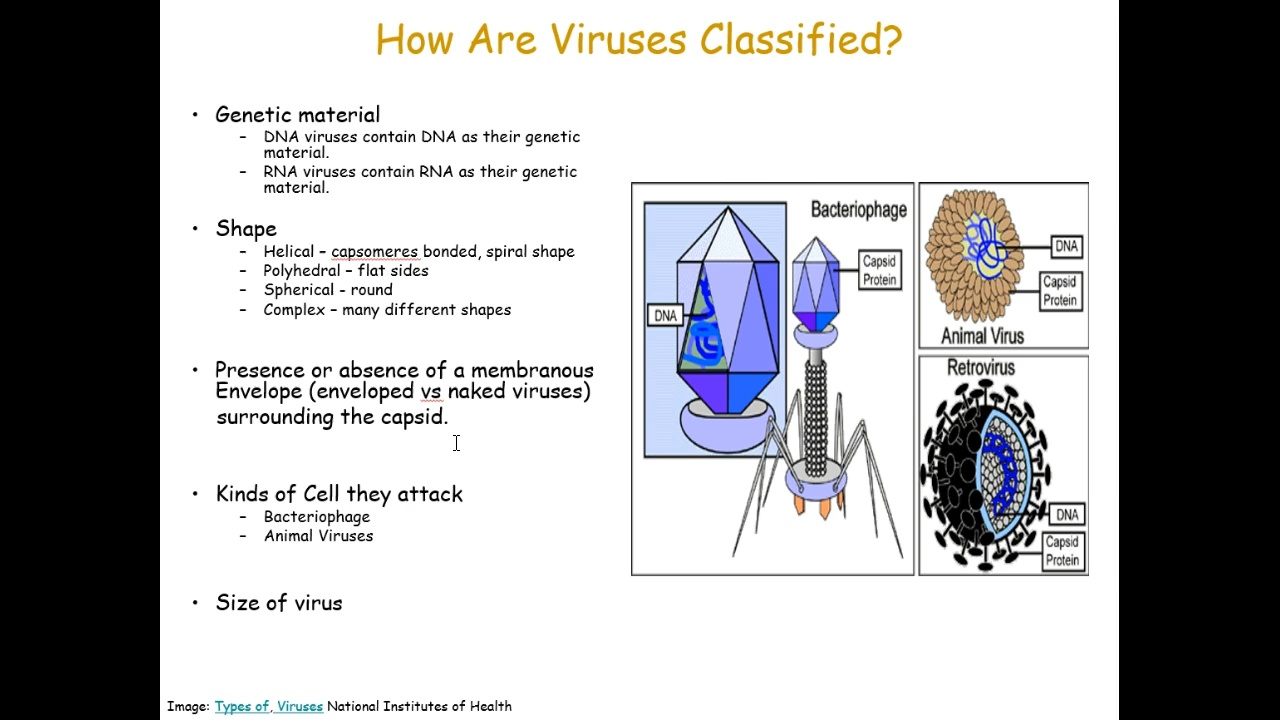 How Are Viruses Classified?
• Genetic material
– DNA viruses contain DNA as their genetic
material.
– RNA viruses contain RNA as their genetic
material.
• Shape
– Helical – capsomeres bonded, spiral shape
– Polyhedral – flat sides
– Spherical - round
– Complex – many different shapes
• Presence or absence of a membranous
Envelope (enveloped vs naked viruses)
surrounding the capsid.
• Kinds of Cell they attack
– Bacteriophage
– Animal Viruses
• Size of virus
Bacteriophage
Capsid
Protein
DNA
DNA
Capsid
Protein
Animal Virus
Retrovirus
DNA
Capsid
Protein
Image: Types of, Viruses National Institutes of Health